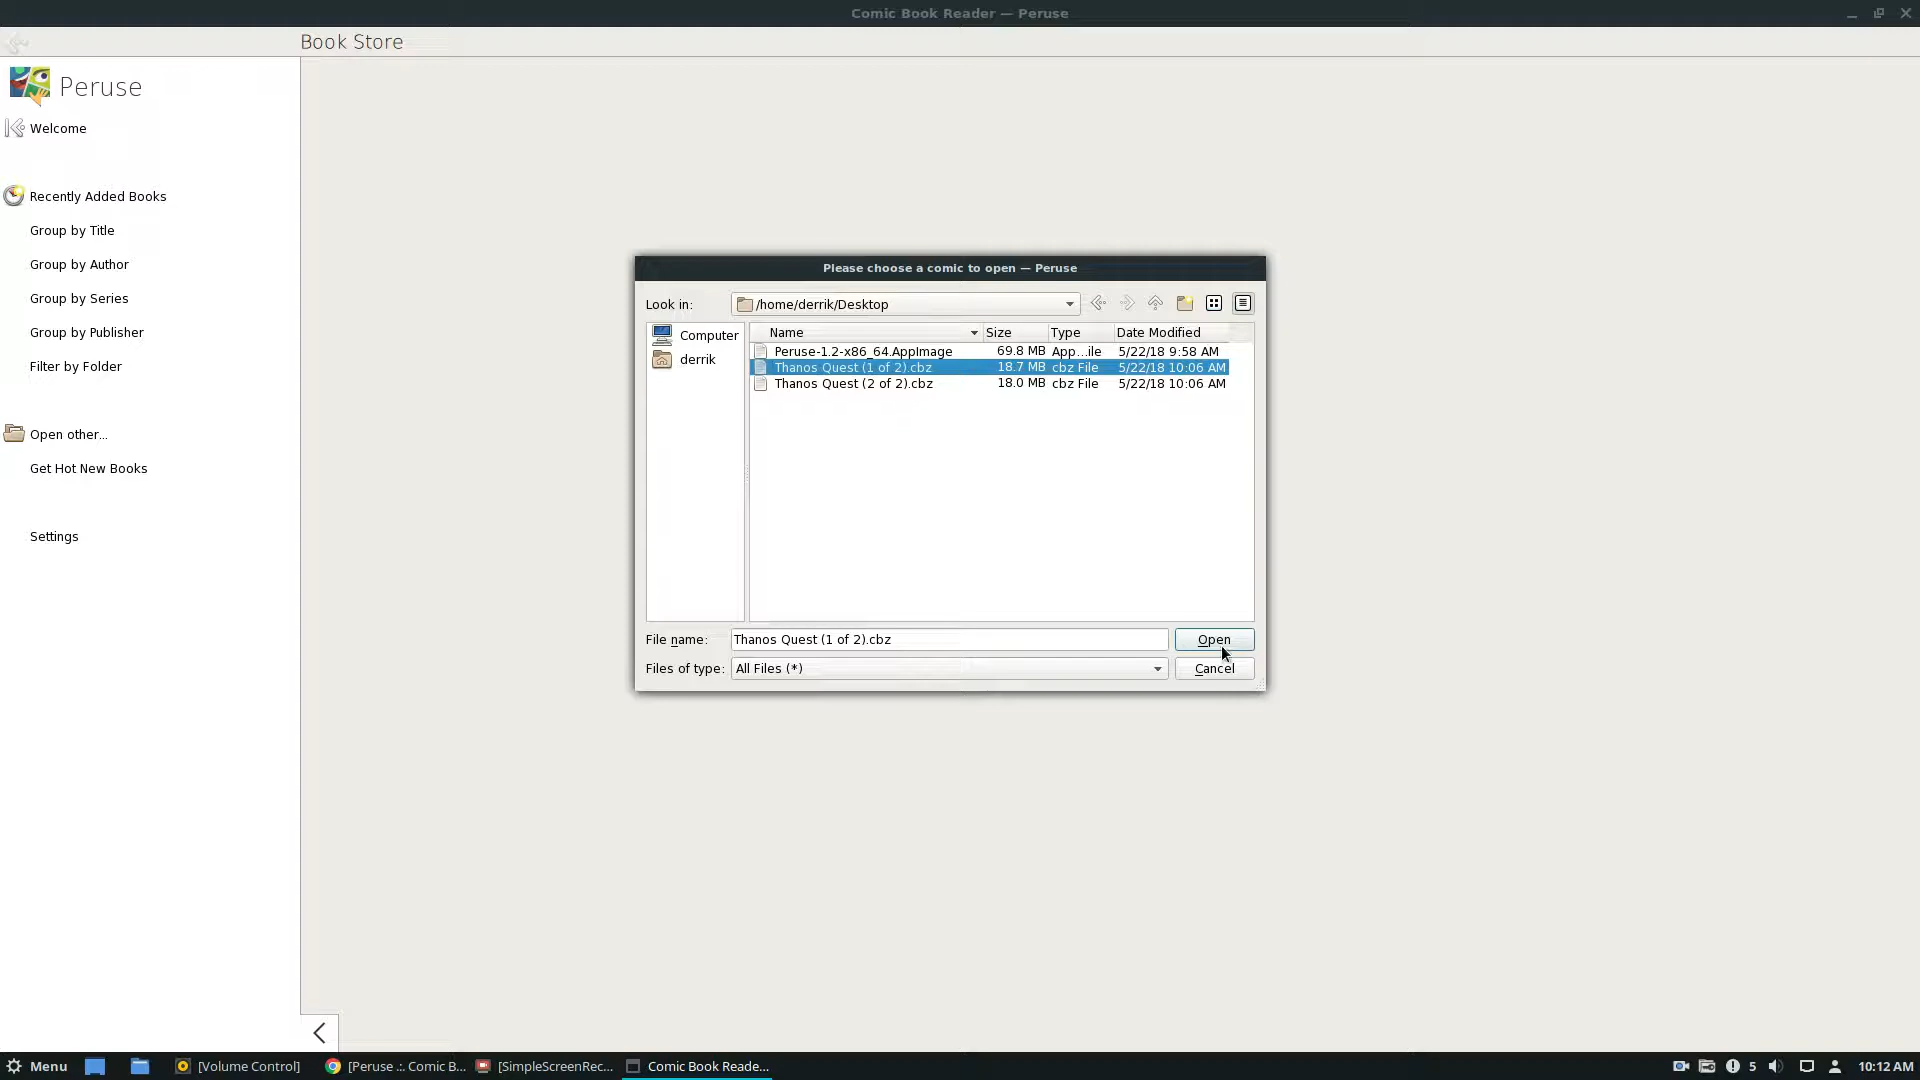 Comic Book Reader — Peruse
Book Store
Peruse
Welcome
Recently Added Books
Group by Title
Group by Author
Group by Series
Group by Publisher
Filter by Folder
Open other...
Get Hot New Books
Settings
Please choose a comic to open — Peruse
Look in: /home/derrik/Desktop
Computer
derrik
Name Size Type Date Modified
Peruse-1.2-x86_64.AppImage 69.8 MB App...ile 5/22/18 9:58 AM
Thanos Quest (1 of 2).cbz 18.7 MB cbz File 5/22/18 10:06 AM
Thanos Quest (2 of 2).cbz 18.0 MB cbz File 5/22/18 10:06 AM
File name: Thanos Quest (1 of 2).cbz Open
Files of type: All Files (*) Cancel
Menu [Volume Control] [Peruse .:. Comic B... [SimpleScreenRec... Comic Book Reade... 5 10:12 AM